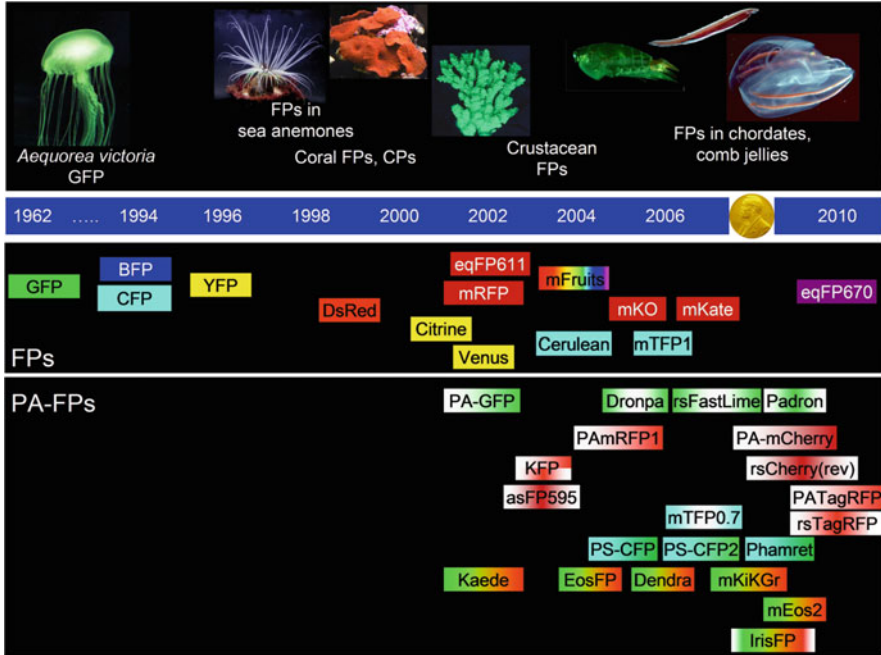 Aequorea victoria
GFP
FPs in
sea anemones
Coral FPs, CPs
Crustacean
FPs
FPs in chordates,
comb jellies
1962 ..... 1994 1996 1998 2000 2002 2004 2006 2010
GFP
BFP
CFP
YFP
DsRed
Citrine
eqFP611
mRFP
Venus
mFruits
Cerulean
mKO
mTFP1
mKate
eqFP670
FPs
PA-FPs
PA-GFP
Dronpa
rsFastLime
Padron
PAmRFP1
PA-mCherry
KFP
rsCherry(rev)
asFP595
PATagRFP
mTFP0.7
rsTagRFP
PS-CFP
PS-CFP2
Phamret
Kaede
EosFP
Dendra
mKiKGr
mEos2
IrisFP